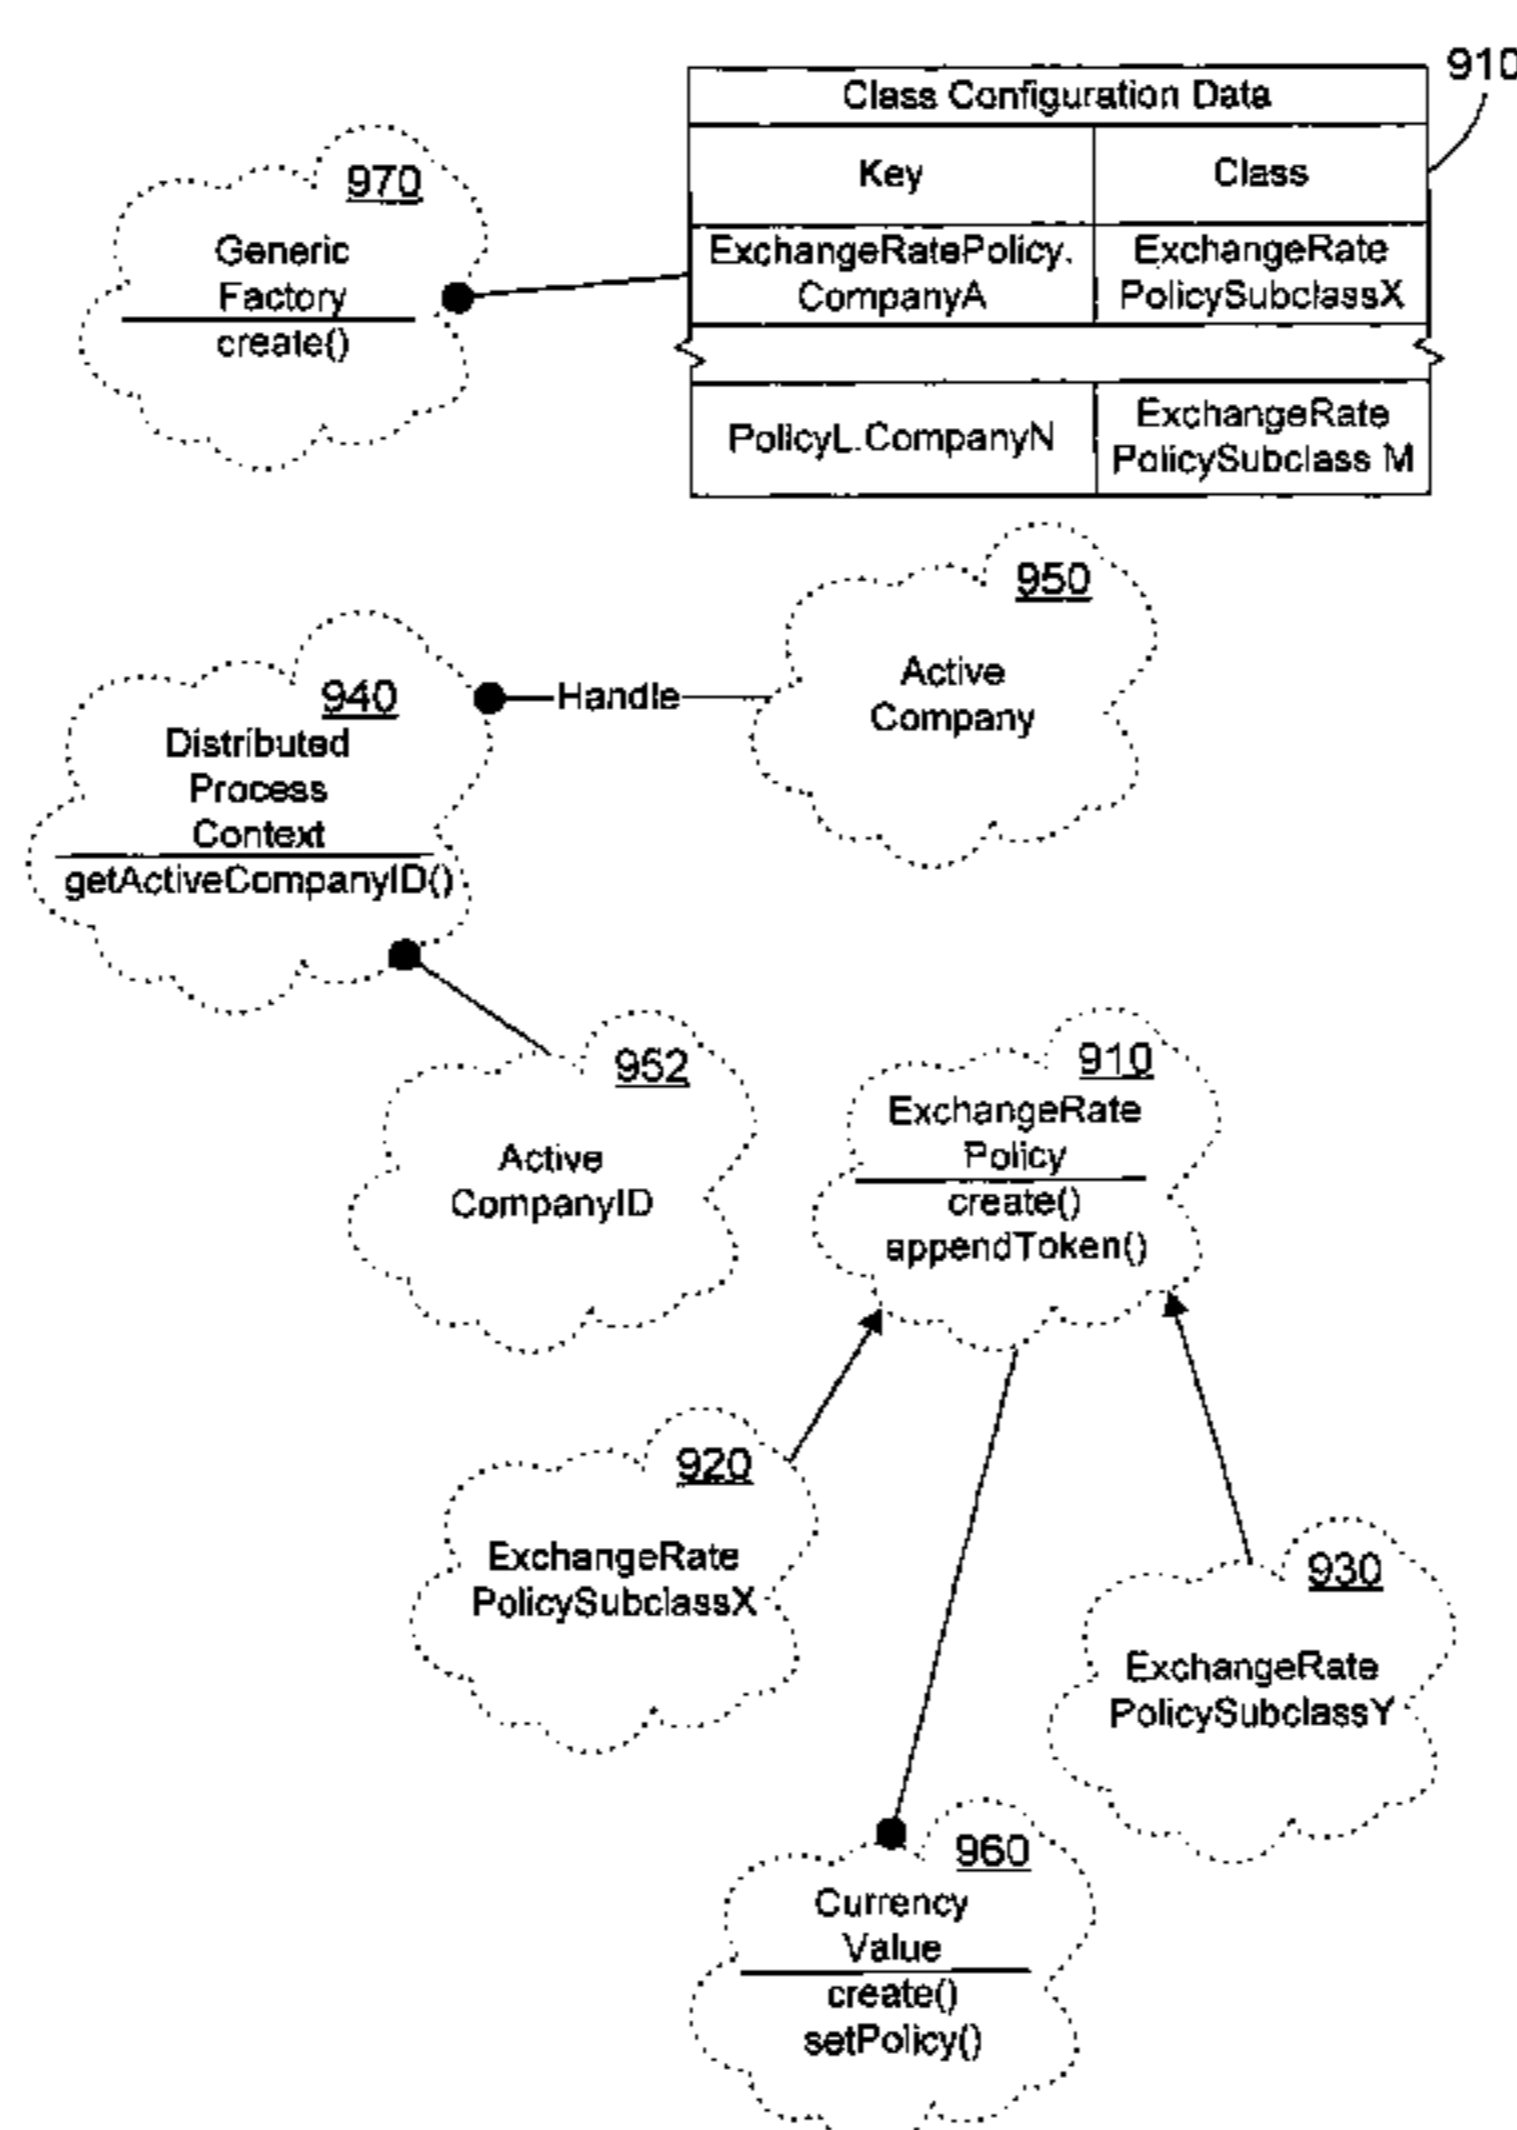 910
Class Configuration Data
Key
Class
ExchangeRatePolicy.
CompanyA
ExchangeRate
PolicySubclassX
PolicyL.CompanyN
ExchangeRate
PolicySubclass M
970
Generic
Factory
create()
950
Active
Company
940
Distributed
Process
Context
getActiveCompanyID()
Handle
952
Active
CompanyID
910
ExchangeRate
Policy
create()
appendToken()
920
ExchangeRate
PolicySubclassX
930
ExchangeRate
PolicySubclassY
960
Currency
Value
create()
setPolicy()